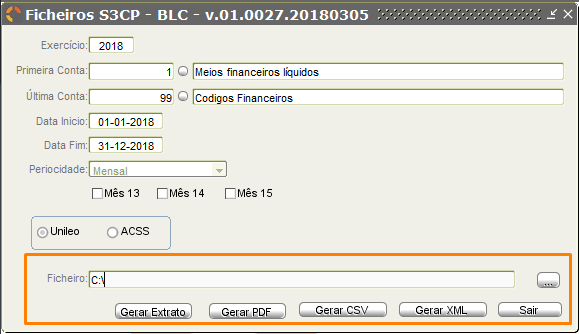 Ficheiros S3CP - BLC - v.01.0027.20180305
Exercício: 2018
Primeira Conta: 1 Meios financeiros líquidos
Última Conta: 99 Codigos Financeiros
Data Inicio: 01-01-2018
Data Fim: 31-12-2018
Periocidade: Mensal
Mês 13 Mês 14 Mês 15
Unileo ACSS
Ficheiro: C:\ ...
Gerar Extrato Gerar PDF Gerar CSV Gerar XML Sair